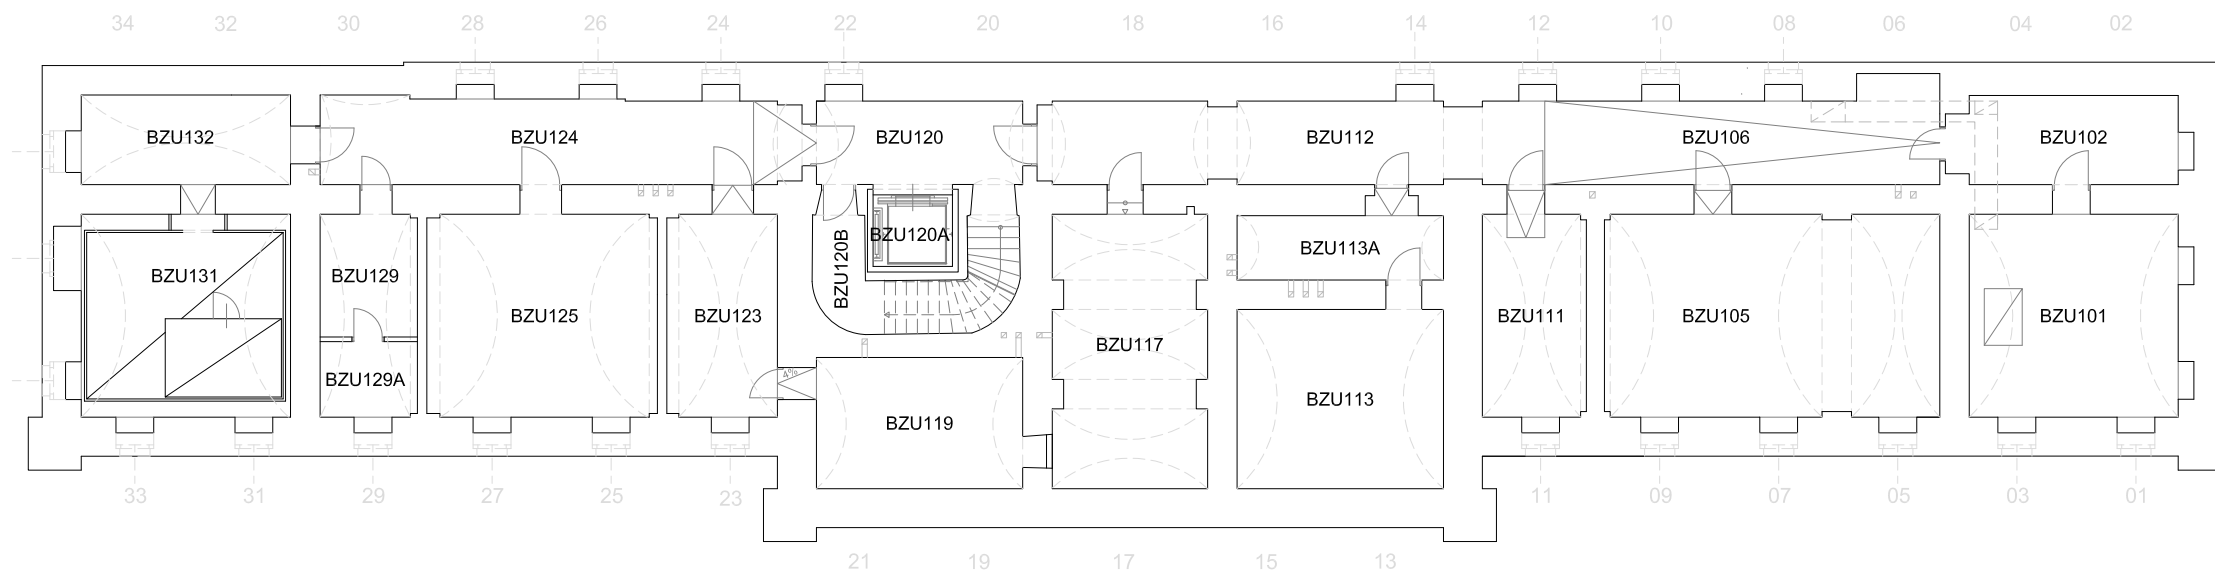 34 32 30 28 26 24 22 20 18 16 14 12 10 08 06 04 02
BZU132 BZU124 BZU120 BZU112 BZU106 BZU102
BZU120A
BZU120B
BZU131 BZU129 BZU113A
BZU125 BZU123 BZU111 BZU105 BZU101
BZU117
BZU129A 4%
BZU113
BZU119
33 31 29 27 25 23 11 09 07 05 03 01
21 19 17 15 13